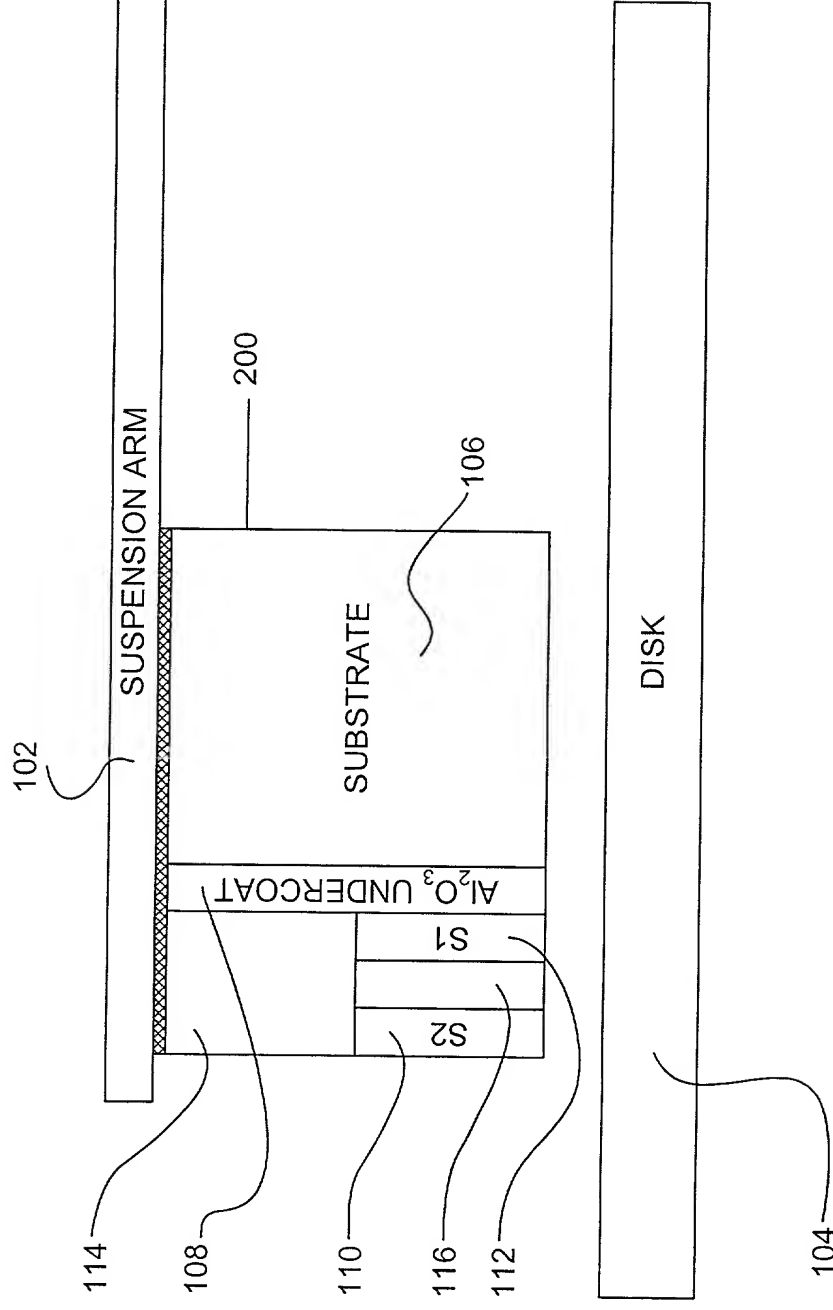 102
SUSPENSION ARM
200
106
SUBSTRATE
Al₂O₃ UNDERCOAT
S1
S2
DISK
114
108
110
116
112
104